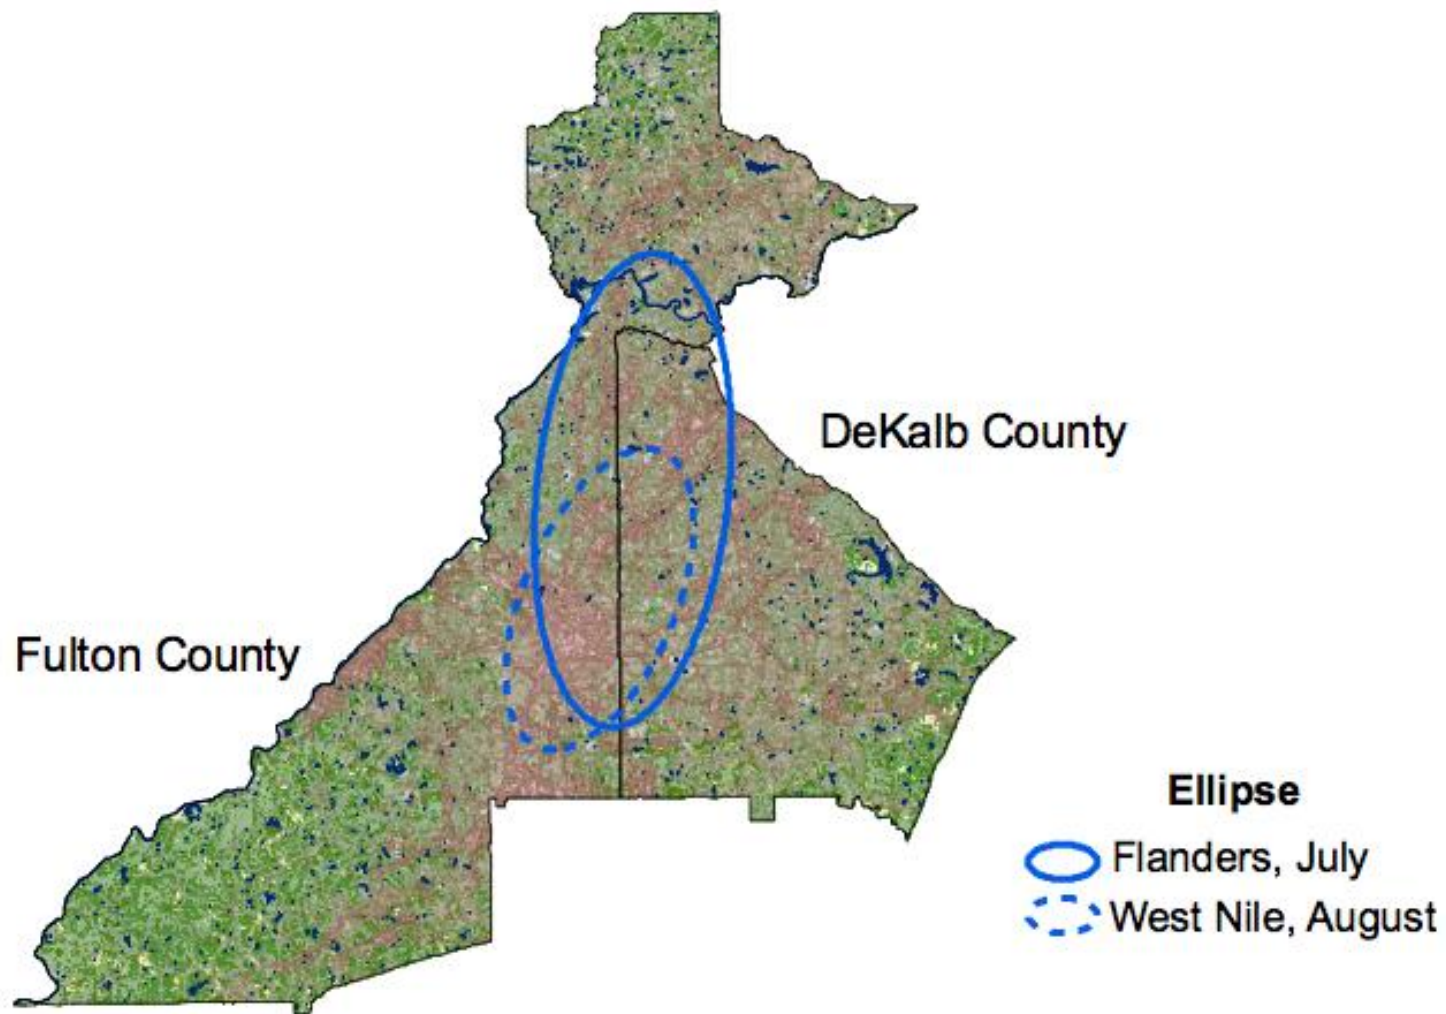 DeKalb County
Fulton County
Ellipse
Flanders, July
West Nile, August